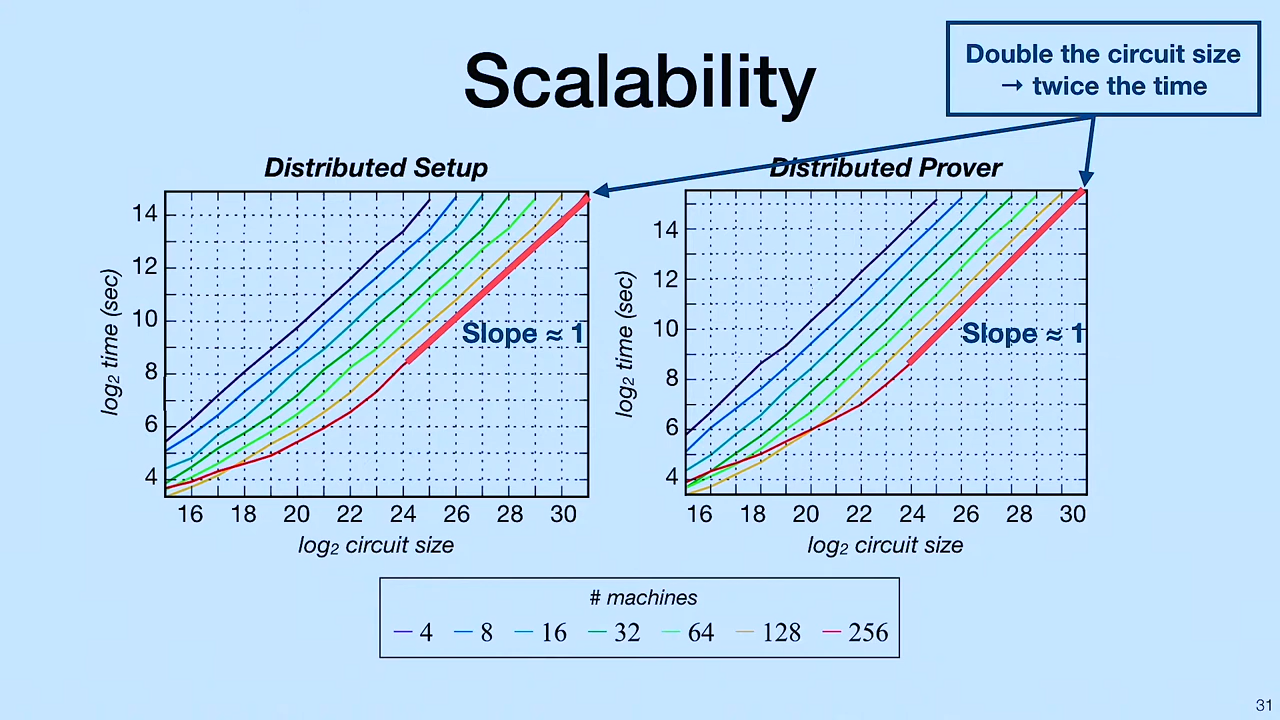 Scalability
Double the circuit size
→ twice the time
Distributed Setup
14
12
10
8
6
4
log₂ time (sec)
Slope ≈ 1
16 18 20 22 24 26 28 30
log₂ circuit size
Distributed Prover
14
12
10
8
6
4
log₂ time (sec)
Slope ≈ 1
16 18 20 22 24 26 28 30
log₂ circuit size
# machines
4 8 16 32 64 128 256
31